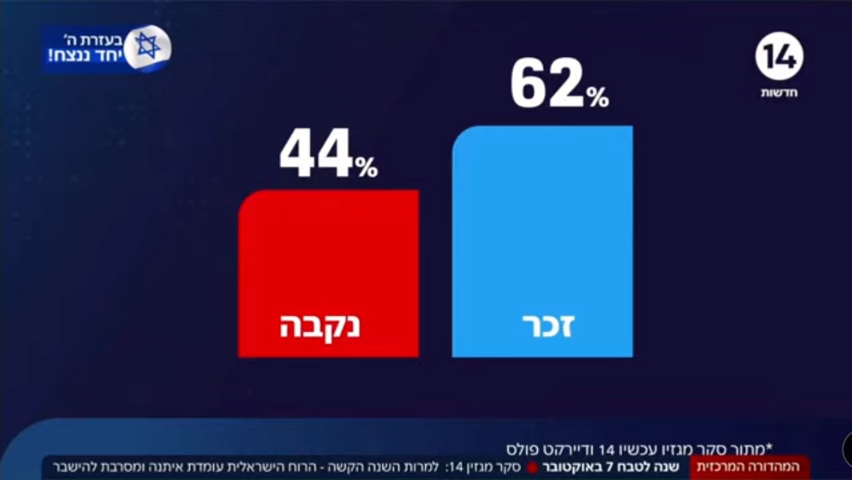 בעזרת ה'
יחד ננצח!
14
חדשות
62%
44%
זכר
נקבה
*מתוך סקר מגזין עכשיו 14 ודיירקט פולס
המהדורה המרכזית
שנה לטבח 7 באוקטובר • סקר מגזין 14: למרות השנה הקשה - הרוח הישראלית עומדת איתנה ומסרבת להישבר